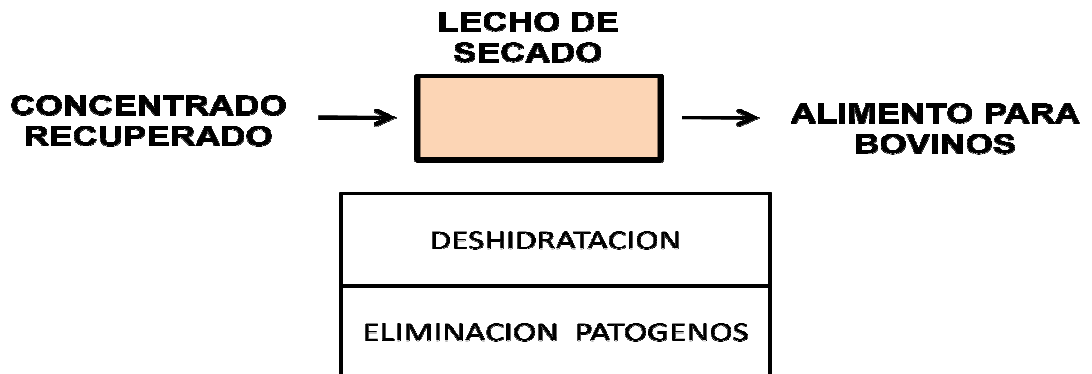 LECHO DE
SECADO
CONCENTRADO
RECUPERADO
ALIMENTO PARA
BOVINOS
DESHIDRATACION
ELIMINACION PATOGENOS